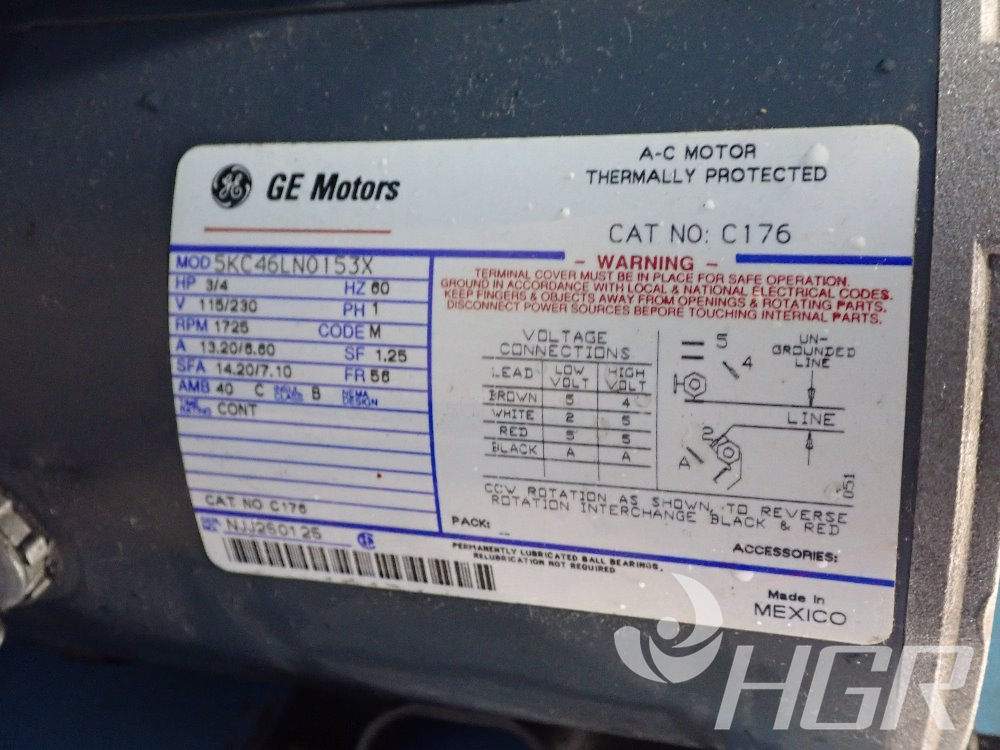 GE Motors
A-C MOTOR
THERMALLY PROTECTED
CAT NO: C176
MOD 5KC46LN0153X
HP 3/4 HZ 60
V 115/230 PH 1
RPM 1725 CODE M
A 13.20/6.60 SF 1.25
SFA 14.20/7.10 FR 56
AMB 40 C INSUL CLASS B NEMA DESIGN
TIME RATING CONT
CAT NO C176
NJJ250125
- WARNING -
TERMINAL COVER MUST BE IN PLACE FOR SAFE OPERATION.
GROUND IN ACCORDANCE WITH LOCAL & NATIONAL ELECTRICAL CODES.
KEEP FINGERS & OBJECTS AWAY FROM OPENINGS & ROTATING PARTS.
DISCONNECT POWER SOURCES BEFORE TOUCHING INTERNAL PARTS.
VOLTAGE
CONNECTIONS
LEAD LOW VOLT HIGH VOLT
BROWN 5 4
WHITE 2 5
RED 5 5
BLACK A A
5
4
UN-
GROUNDED
LINE
LINE
2
A
051
CCW ROTATION AS SHOWN, TO REVERSE
ROTATION INTERCHANGE BLACK & RED
PACK: --
ACCESSORIES:
PERMANENTLY LUBRICATED BALL BEARINGS.
RELUBRICATION NOT REQUIRED
Made In
MEXICO
HGR